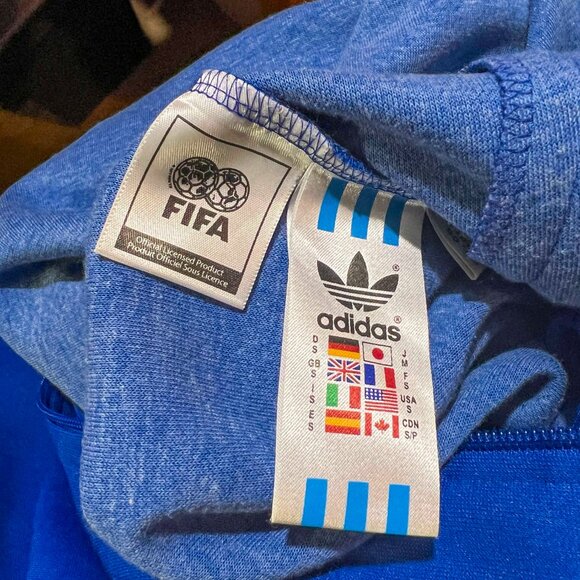 FIFA
Official Licensed Product
Produit Officiel Sous Licence
®
adidas®
D J
S M
GB F
S S
I USA
S S
E CDN
S S/P